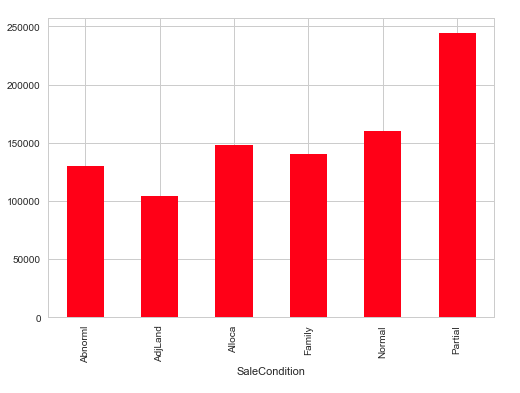 250000
200000
150000
100000
50000
0
Abnorml
AdjLand
Alloca
Family
Normal
Partial
SaleCondition